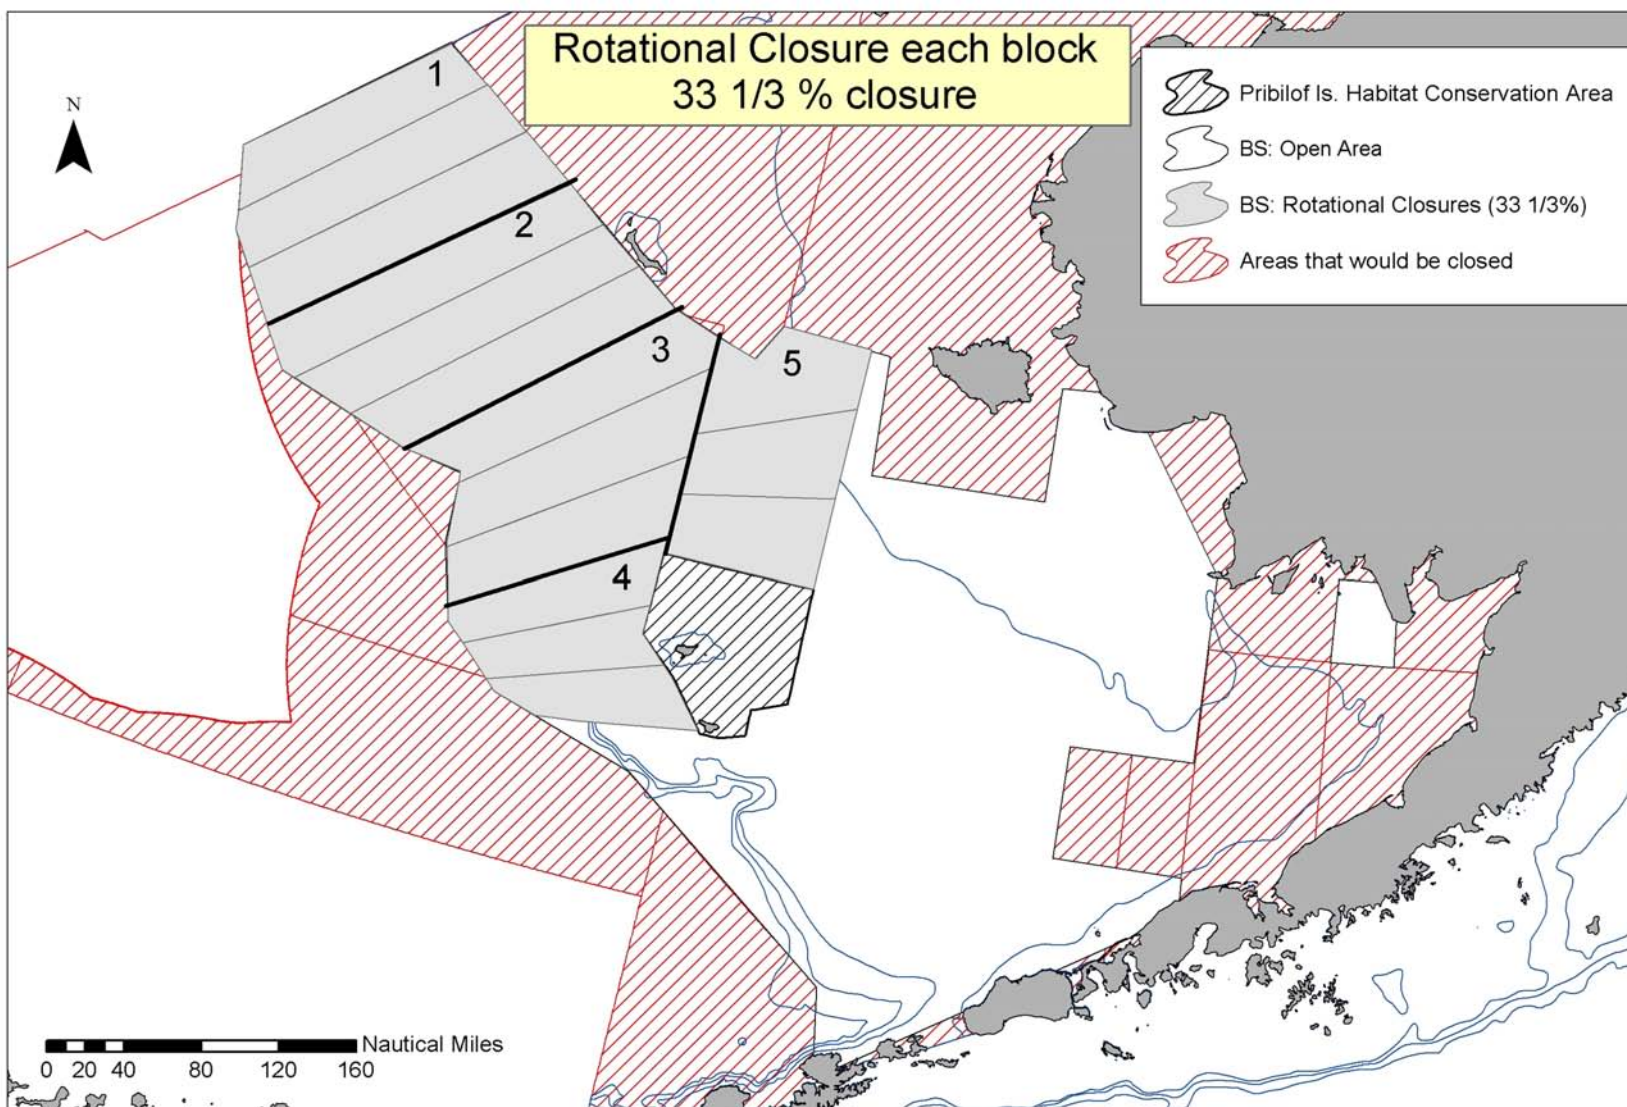 Rotational Closure each block
33 1/3 % closure
N
Pribilof Is. Habitat Conservation Area
BS: Open Area
BS: Rotational Closures (33 1/3%)
Areas that would be closed
1
2
3
5
4
Nautical Miles
0 20 40 80 120 160